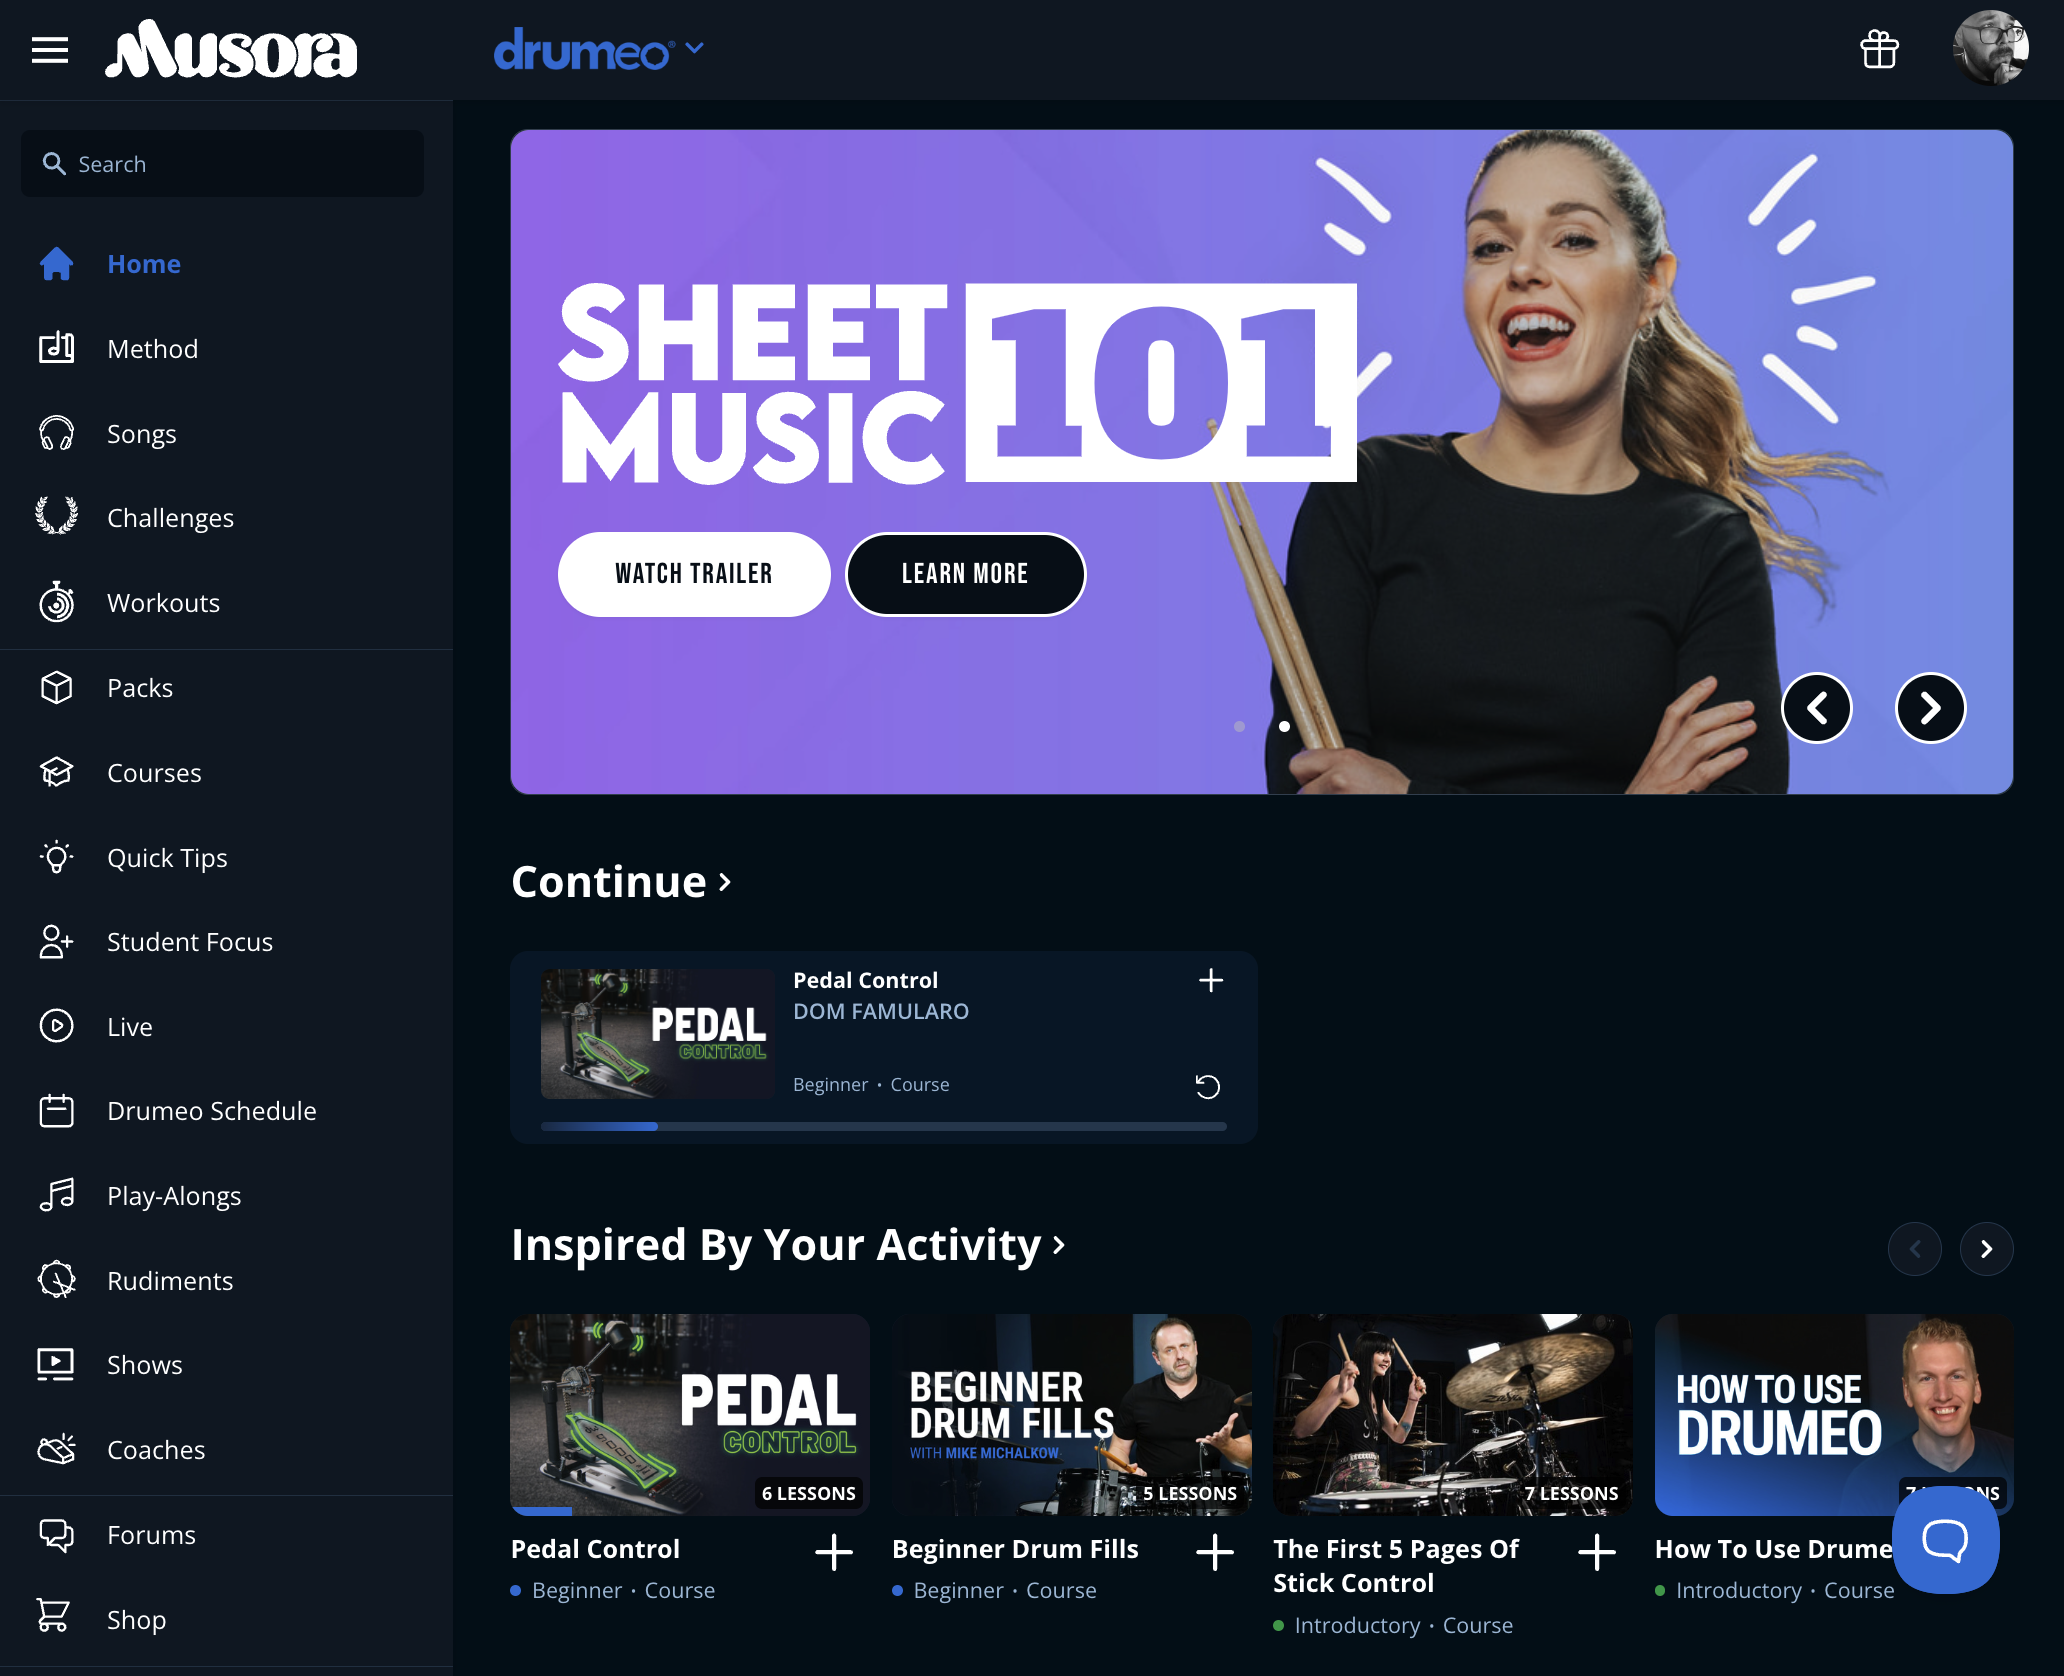 Musora
drumeo®
Search
Home
Method
Songs
Challenges
Workouts
Packs
Courses
Quick Tips
Student Focus
Live
Drumeo Schedule
Play-Alongs
Rudiments
Shows
Coaches
Forums
Shop
SHEET
MUSIC
101
WATCH TRAILER
LEARN MORE
Continue
PEDAL
CONTROL
Pedal Control
DOM FAMULARO
Beginner • Course
Inspired By Your Activity
PEDAL
CONTROL
6 LESSONS
Pedal Control
Beginner • Course
BEGINNER
DRUM FILLS
WITH MIKE MICHALKOW
5 LESSONS
Beginner Drum Fills
Beginner • Course
7 LESSONS
The First 5 Pages Of
Stick Control
Introductory • Course
HOW TO USE
DRUMEO
How To Use Drume
Introductory • Course